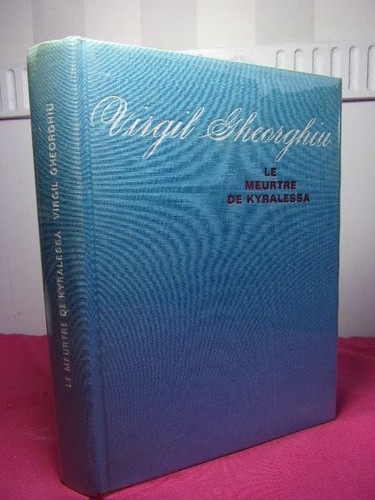 Virgil Gheorghiu
LE
MEURTRE
DE KYRALESSA
LE MEURTRE DE KYRALESSA VIRGIL GHEORGHIU